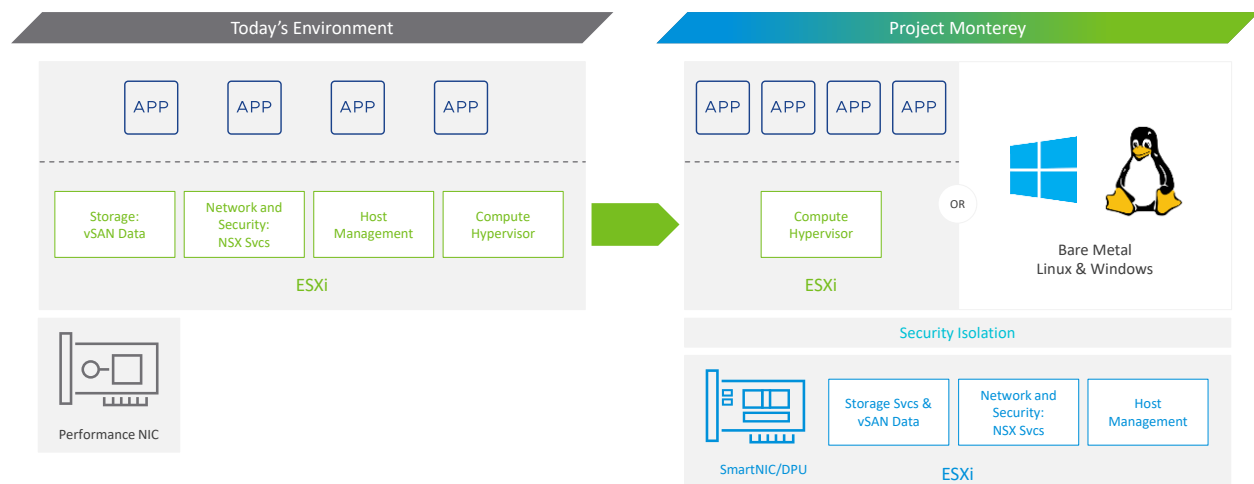 Today's Environment
APP
APP
APP
APP
Storage:
vSAN Data
Network and
Security:
NSX Svcs
Host
Management
Compute
Hypervisor
ESXi
Performance NIC
Project Monterey
APP
APP
APP
APP
Compute
Hypervisor
ESXi
OR
Bare Metal
Linux & Windows
Security Isolation
SmartNIC/DPU
Storage Svcs &
vSAN Data
Network and
Security:
NSX Svcs
Host
Management
ESXi